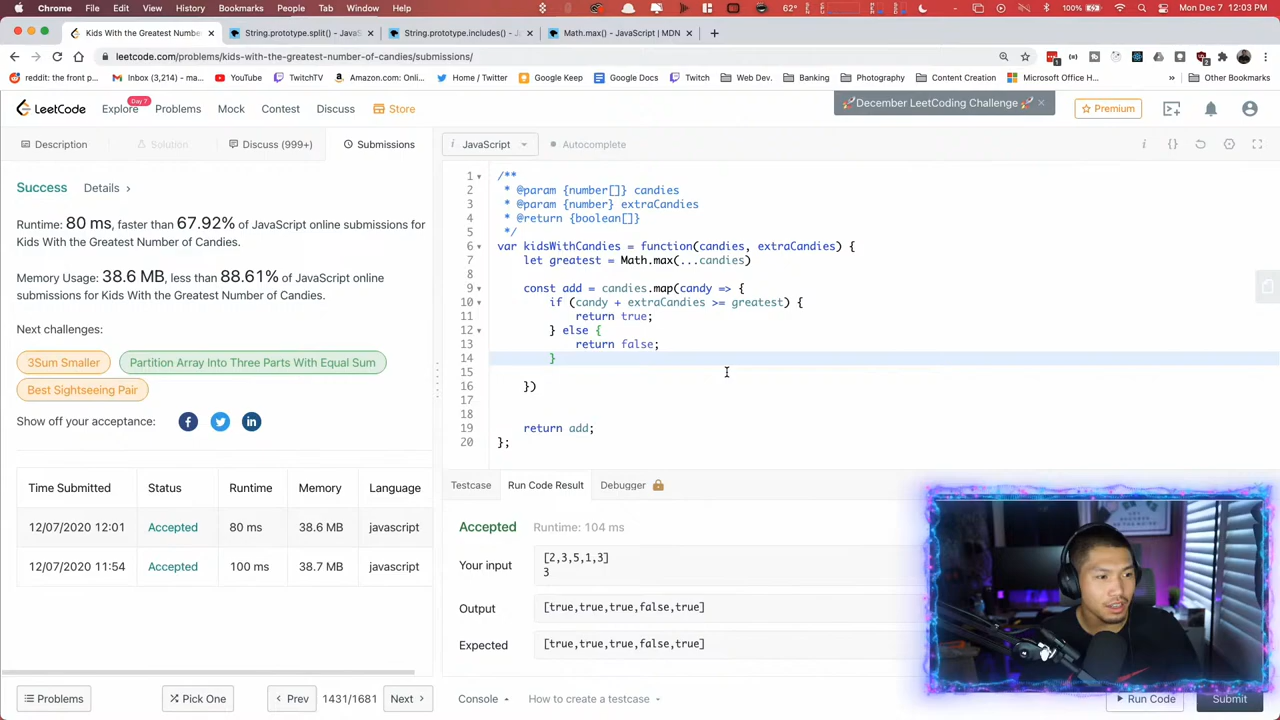 Chrome File Edit View History Bookmarks People Tab Window Help 62° 100% Mon Dec 7 12:03 PM
Kids With the Greatest Numbe × String.prototype.split() - JavaS × String.prototype.includes() - J × Math.max() - JavaScript | MDN × +
leetcode.com/problems/kids-with-the-greatest-number-of-candies/submissions/
reddit: the front p... Inbox (3,214) - m... YouTube TwitchTV Amazon.com: Onli... Home / Twitter Google Keep Google Docs Twitch Web Dev. Banking Photography Content Creation Microsoft Office H... » Other Bookmarks
LeetCode Explore Day 7 Problems Mock Contest Discuss Store 🚀December LeetCoding Challenge 🚀 × Premium
Description Solution Discuss (999+) Submissions i JavaScript Autocomplete
Success Details ›
Runtime: 80 ms, faster than 67.92% of JavaScript online submissions for
Kids With the Greatest Number of Candies.
Memory Usage: 38.6 MB, less than 88.61% of JavaScript online
submissions for Kids With the Greatest Number of Candies.
Next challenges:
3Sum Smaller Partition Array Into Three Parts With Equal Sum
Best Sightseeing Pair
Show off your acceptance:
Time Submitted Status Runtime Memory Language
12/07/2020 12:01 Accepted 80 ms 38.6 MB javascript
12/07/2020 11:54 Accepted 100 ms 38.7 MB javascript
1 /**
2 * @param {number[]} candies
3 * @param {number} extraCandies
4 * @return {boolean[]}
5 */
6 var kidsWithCandies = function(candies, extraCandies) {
7 let greatest = Math.max(...candies)
8
9 const add = candies.map(candy => {
10 if (candy + extraCandies >= greatest) {
11 return true;
12 } else {
13 return false;
14 }
15
16 })
17
18
19 return add;
20 };
Testcase Run Code Result Debugger
Accepted Runtime: 104 ms
Your input [2,3,5,1,3]
3
Output [true,true,true,false,true]
Expected [true,true,true,false,true]
Problems Pick One ‹ Prev 1431/1681 Next › Console How to create a testcase Run Code Submit